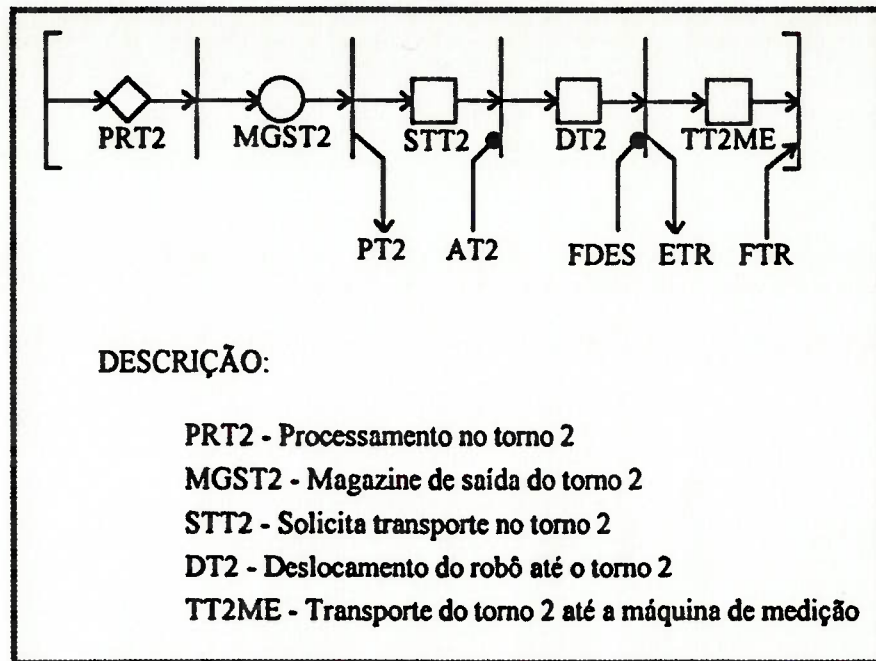 PRT2 MGST2 STT2 DT2 TT2ME
PT2 AT2 FDES ETR FTR
DESCRIÇÃO:
PRT2 - Processamento no torno 2
MGST2 - Magazine de saída do torno 2
STT2 - Solicita transporte no torno 2
DT2 - Deslocamento do robô até o torno 2
TT2ME - Transporte do torno 2 até a máquina de medição